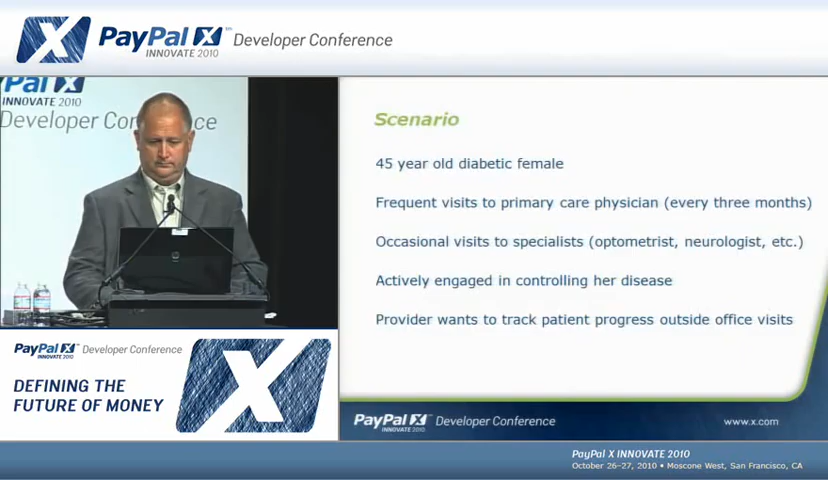 PayPal X Developer Conference
INNOVATE 2010
Pal X
INNOVATE 2010
Developer Con ce
Scenario
45 year old diabetic female
Frequent visits to primary care physician (every three months)
Occasional visits to specialists (optometrist, neurologist, etc.)
Actively engaged in controlling her disease
Provider wants to track patient progress outside office visits
PayPal X Developer Conference
INNOVATE 2010
DEFINING THE
FUTURE OF MONEY
X
PayPal X Developer Conference
INNOVATE 2010
www.x.com
PayPal X INNOVATE 2010
October 26-27, 2010 • Moscone West, San Francisco, CA